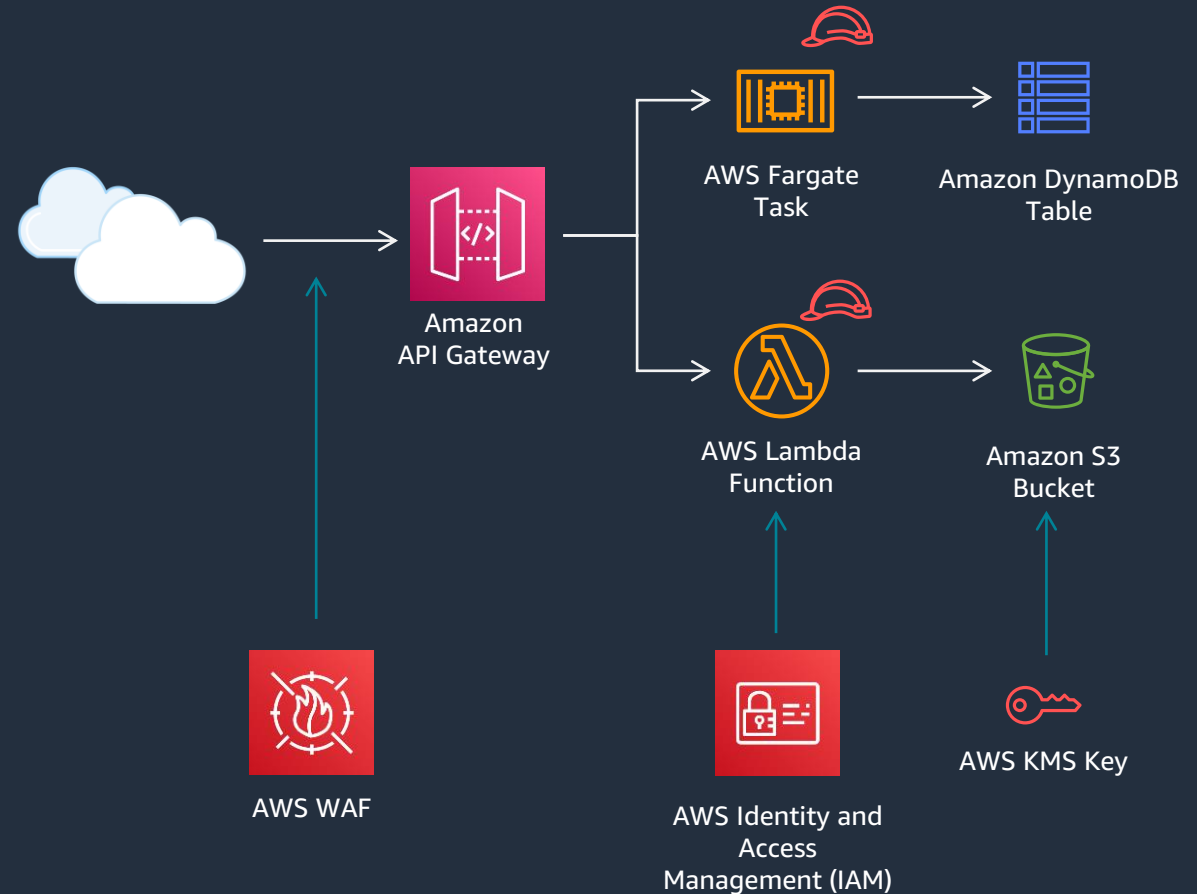 AWS Fargate
Task
Amazon DynamoDB
Table
</>
Amazon
API Gateway
AWS Lambda
Function
Amazon S3
Bucket
AWS WAF
AWS Identity and
Access
Management (IAM)
AWS KMS Key